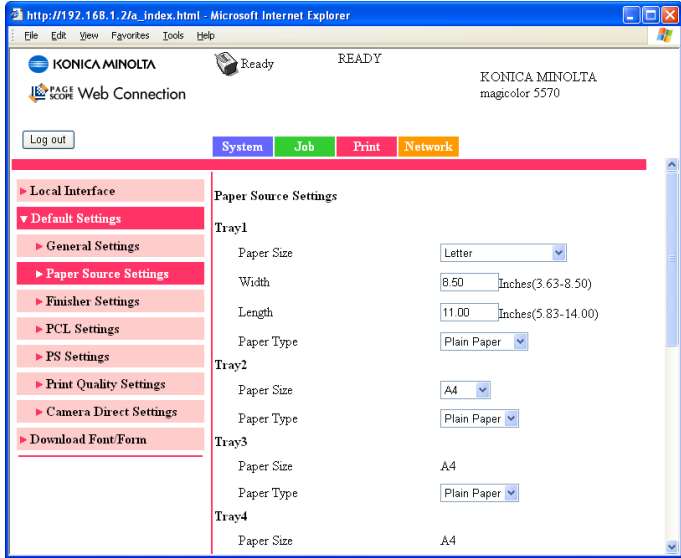 http://192.168.1.2/a_index.html - Microsoft Internet Explorer
File Edit View Favorites Tools Help
KONICA MINOLTA
Ready
READY
KONICA MINOLTA
magicolor 5570
PAGE SCOPE Web Connection
Log out
System Job Print Network
Local Interface
Default Settings
General Settings
Paper Source Settings
Finisher Settings
PCL Settings
PS Settings
Print Quality Settings
Camera Direct Settings
Download Font/Form
Paper Source Settings
Tray1
Paper Size Letter
Width 8.50 Inches(3.63-8.50)
Length 11.00 Inches(5.83-14.00)
Paper Type Plain Paper
Tray2
Paper Size A4
Paper Type Plain Paper
Tray3
Paper Size A4
Paper Type Plain Paper
Tray4
Paper Size A4